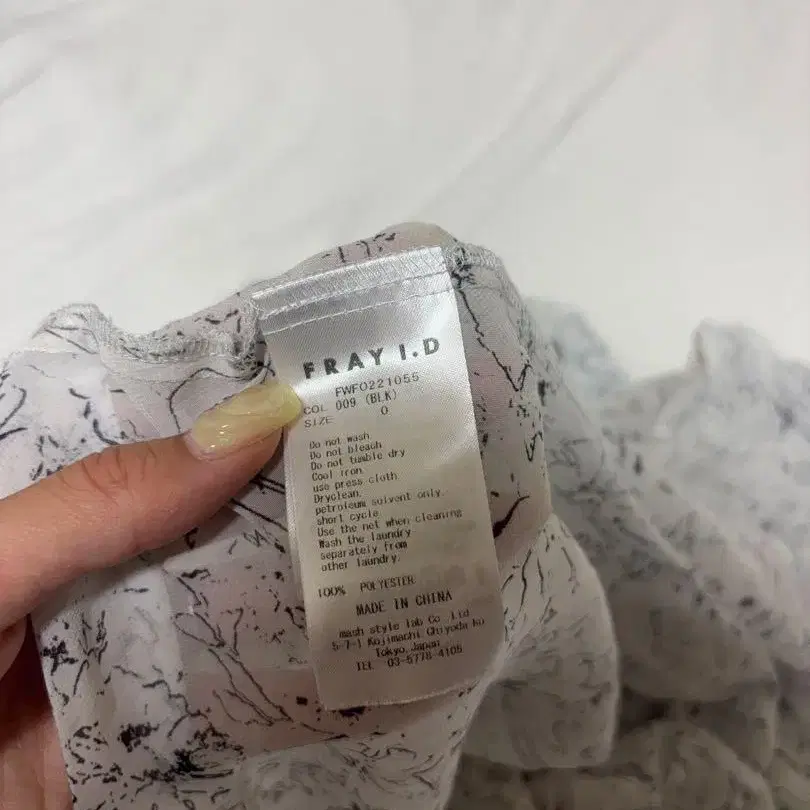 FRAY I.D
FWFO221055
COL 009 (BLK)
SIZE 0
Do not wash
Do not bleach
Do not tumble dry
Cool iron.
use press cloth
Dryclean,
petroleum solvent only.
short cycle
Use the net when cleaning
Wash the laundry
separately from
other laundry.
100% POLYESTER
MADE IN CHINA
mash style lab Co.,Ltd
5-7-1 Kojimachi Chiyoda-ku
Tokyo,Japan
TEL 03-5778-4105